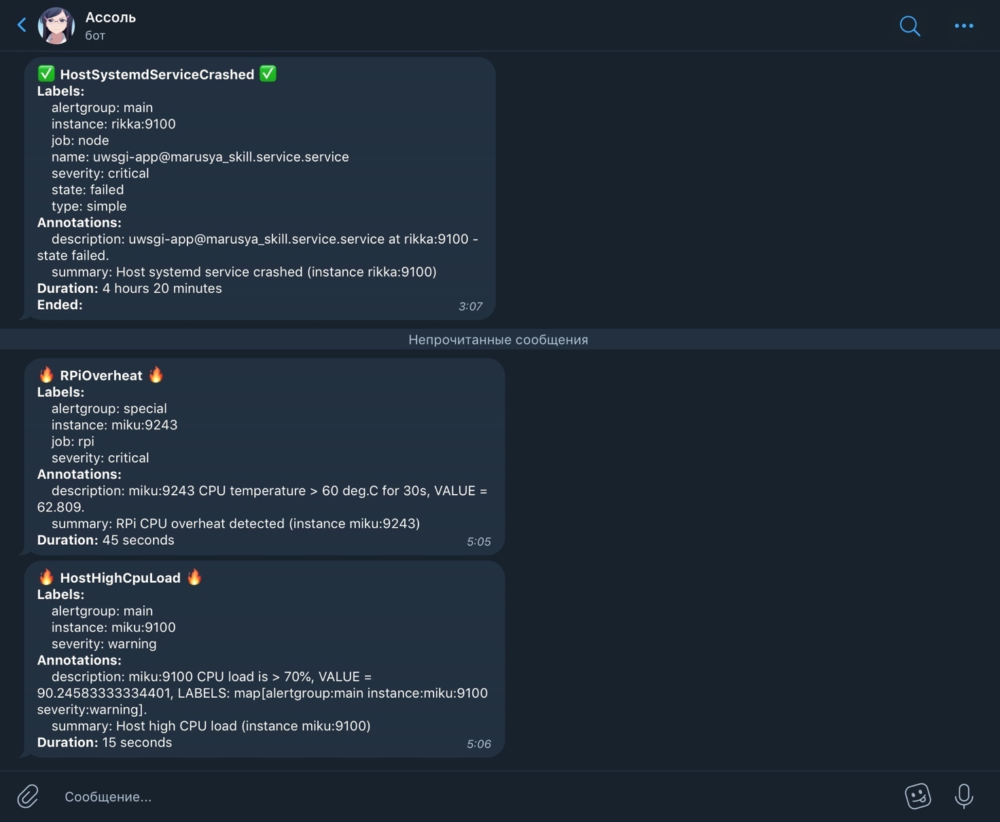 Ассоль
бот
✅ HostSystemdServiceCrashed ✅
Labels:
alertgroup: main
instance: rikka:9100
job: node
name: uwsgi-app@marusya_skill.service.service
severity: critical
state: failed
type: simple
Annotations:
description: uwsgi-app@marusya_skill.service.service at rikka:9100 -
state failed.
summary: Host systemd service crashed (instance rikka:9100)
Duration: 4 hours 20 minutes
Ended:
3:07
Непрочитанные сообщения
🔥 RPiOverheat 🔥
Labels:
alertgroup: special
instance: miku:9243
job: rpi
severity: critical
Annotations:
description: miku:9243 CPU temperature > 60 deg.C for 30s, VALUE =
62.809.
summary: RPi CPU overheat detected (instance miku:9243)
Duration: 45 seconds
5:05
🔥 HostHighCpuLoad 🔥
Labels:
alertgroup: main
instance: miku:9100
severity: warning
Annotations:
description: miku:9100 CPU load is > 70%, VALUE =
90.24583333334401, LABELS: map[alertgroup:main instance:miku:9100
severity:warning].
summary: Host high CPU load (instance miku:9100)
Duration: 15 seconds
5:06
Сообщение...